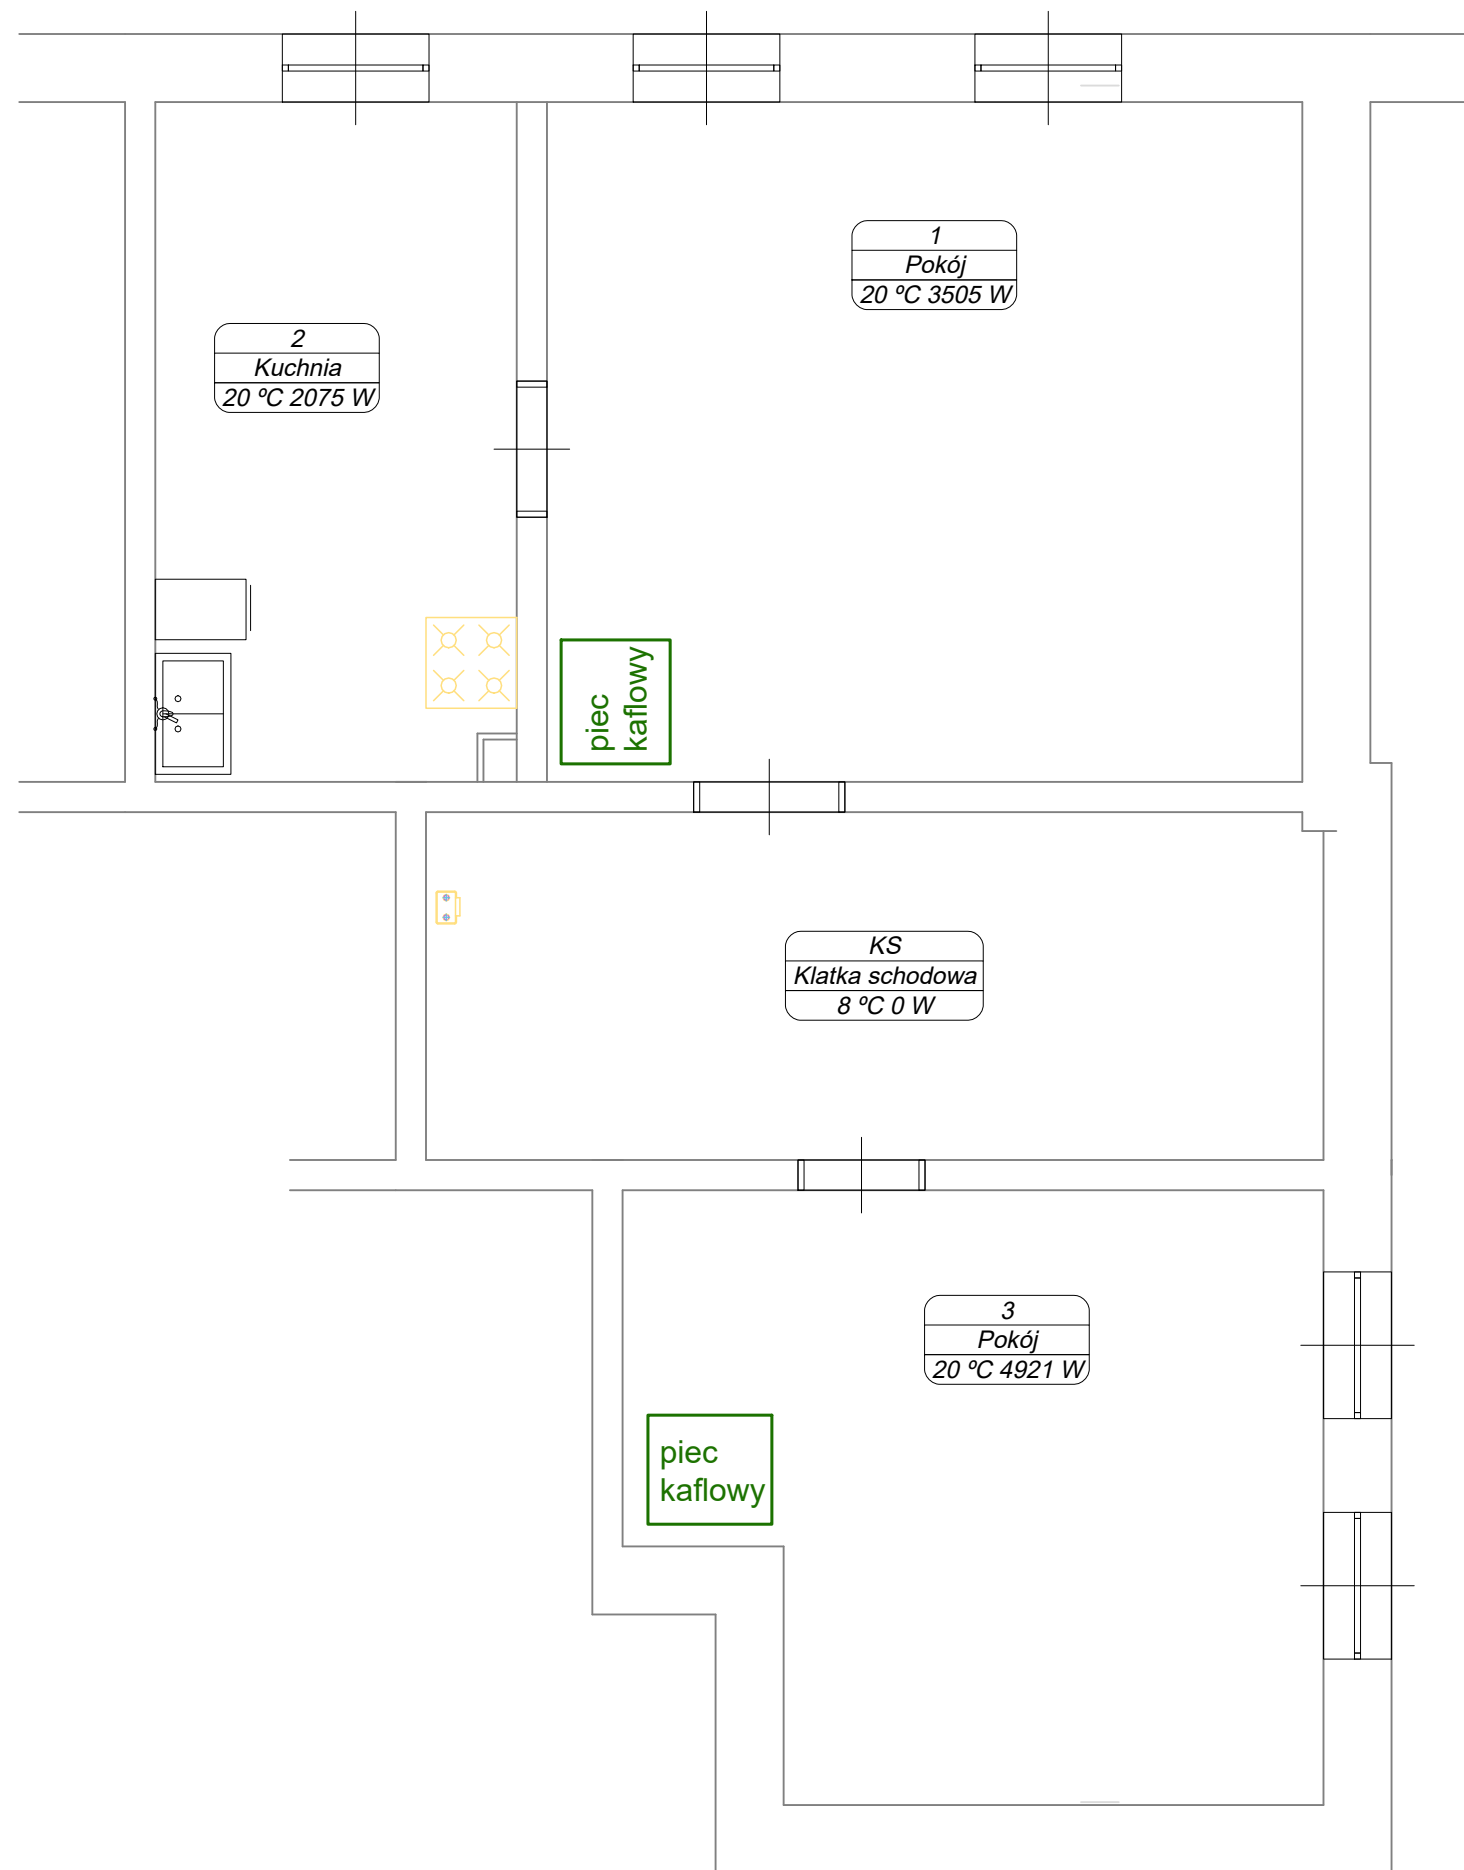 1
Pokój
20 ºC 3505 W
2
Kuchnia
20 ºC 2075 W
piec
kaflowy
KS
Klatka schodowa
8 ºC 0 W
3
Pokój
20 ºC 4921 W
piec
kaflowy